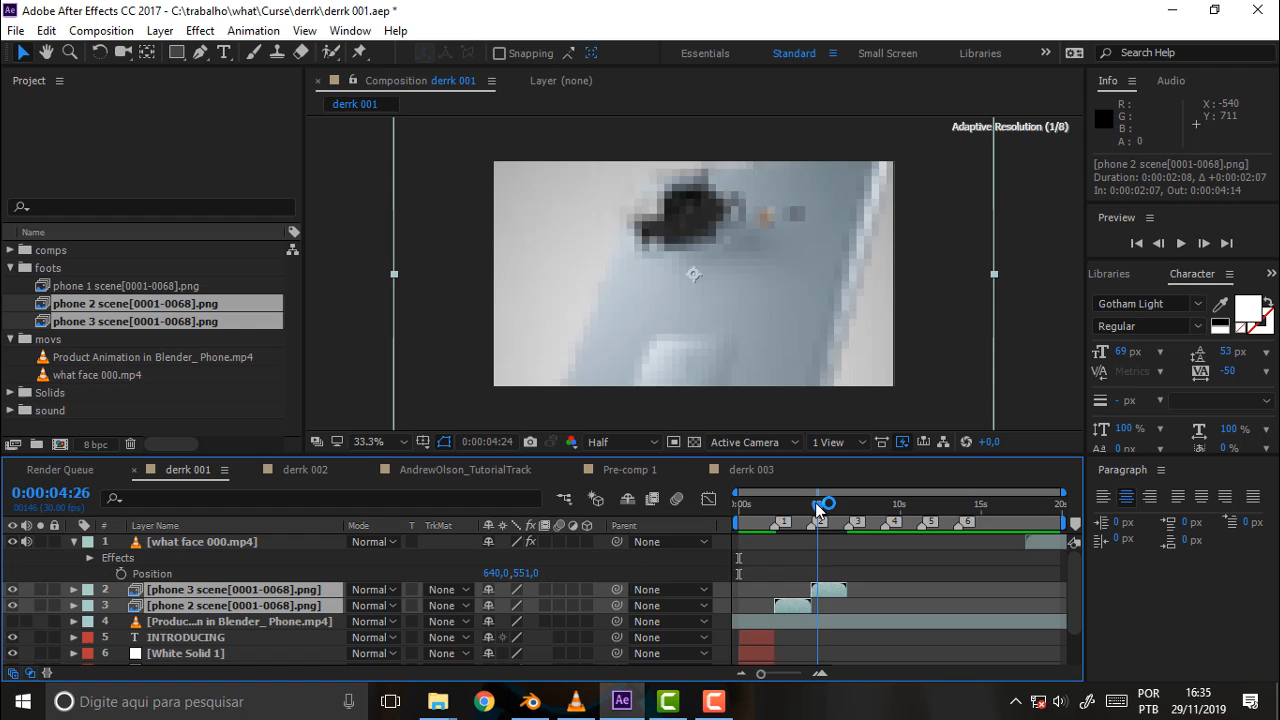 Adobe After Effects CC 2017 - C:\trabalho\what\Curse\derrk\derrk 001.aep *
File Edit Composition Layer Effect Animation View Window Help
Snapping
Essentials Standard Small Screen Libraries Search Help
Project
Composition derrk 001 Layer (none)
Info Audio
derrk 001
Adaptive Resolution (1/8)
R :
G :
B :
A : 0
X : -540
Y : 711
[phone 2 scene[0001-0068].png]
Duration: 0:00:02:08, Δ +0:00:02:07
In: 0:00:02:07, Out: 0:00:04:14
Name
comps
foots
phone 1 scene[0001-0068].png
phone 2 scene[0001-0068].png
phone 3 scene[0001-0068].png
movs
Product Animation in Blender_ Phone.mp4
what face 000.mp4
Solids
sound
Preview
Libraries Character
Gotham Light
Regular
69 px 53 px
Metrics -50
- px
100 % 100 %
0 px 0 %
8 bpc
33.3% 0:00:04:24 Half Active Camera 1 View +0,0
Render Queue derrk 001 derrk 002 AndrewOlson_TutorialTrack Pre-comp 1 derrk 003
Paragraph
0 px 0 px
0 px 0 px 0 px
0:00:04:26
00146 (30.00 fps)
:00s 10s 15s 20s
1 2 3 4 5 6
# Layer Name Mode T TrkMat Parent
1 [what face 000.mp4] Normal None
Effects
Position 640,0,551,0
2 [phone 3 scene[0001-0068].png] Normal None None
3 [phone 2 scene[0001-0068].png] Normal None None
4 [Produc...n in Blender_ Phone.mp4] Normal None None
5 T INTRODUCING Normal None None
6 [White Solid 1] Normal None None
Digite aqui para pesquisar
Ae
POR
PTB
16:35
29/11/2019